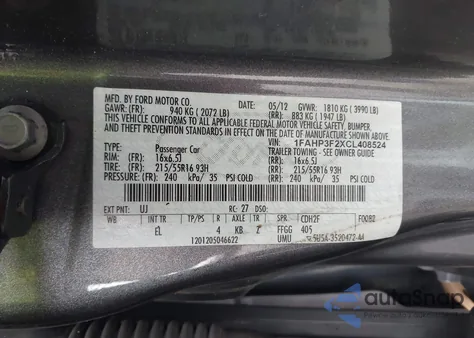 MFD. BY FORD MOTOR CO.
DATE: 05/12 GVWR: 1810 KG ( 3990 LB)
GAWR: (FR): 940 KG ( 2072 LB) (RR): 883 KG ( 1947 LB)
THIS VEHICLE CONFORMS TO ALL APPLICABLE FEDERAL MOTOR VEHICLE SAFETY, BUMPER,
AND THEFT PREVENTION STANDARDS IN EFFECT ON THE DATE OF MANUFACTURE SHOWN ABOVE.
VIN: 1FAHP3F2XCL408524
TYPE: Passenger Car TRAILER TOWING - SEE OWNER GUIDE
RIM: (FR) 16x6.5J (RR): 16x6.5J
TIRE: (FR) 215/55R16 93H (RR): 215/55R16 93H
PRESSURE: (FR) 240 kPa/ 35 PSI COLD (RR): 240 kPa/ 35 PSI COLD
EXT PNT: UJ RC: 27 DSO: F0082
WB INT TR TP/PS R AXLE TR SPR CDH2F
EL 4 KB Z FFGG 405
1201205046622 UMU
autoSnap